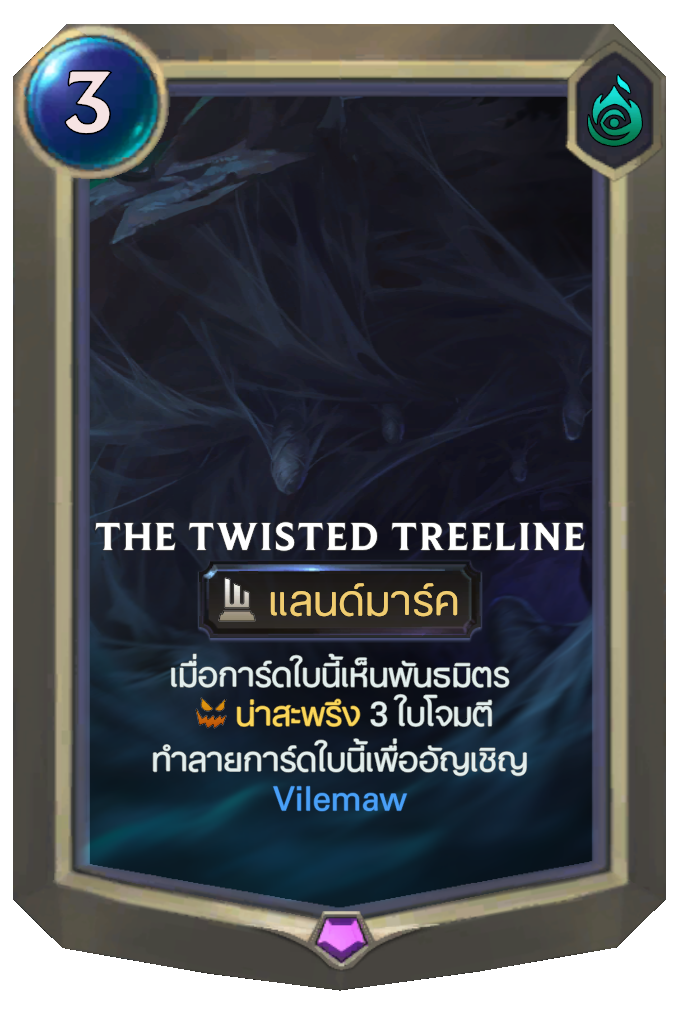 3
THE TWISTED TREELINE
แลนด์มาร์ค
เมื่อการ์ดใบนี้เห็นพันธมิตร
น่าสะพรึง 3 ใบโจมตี
ทำลายการ์ดใบนี้เพื่ออัญเชิญ
Vilemaw